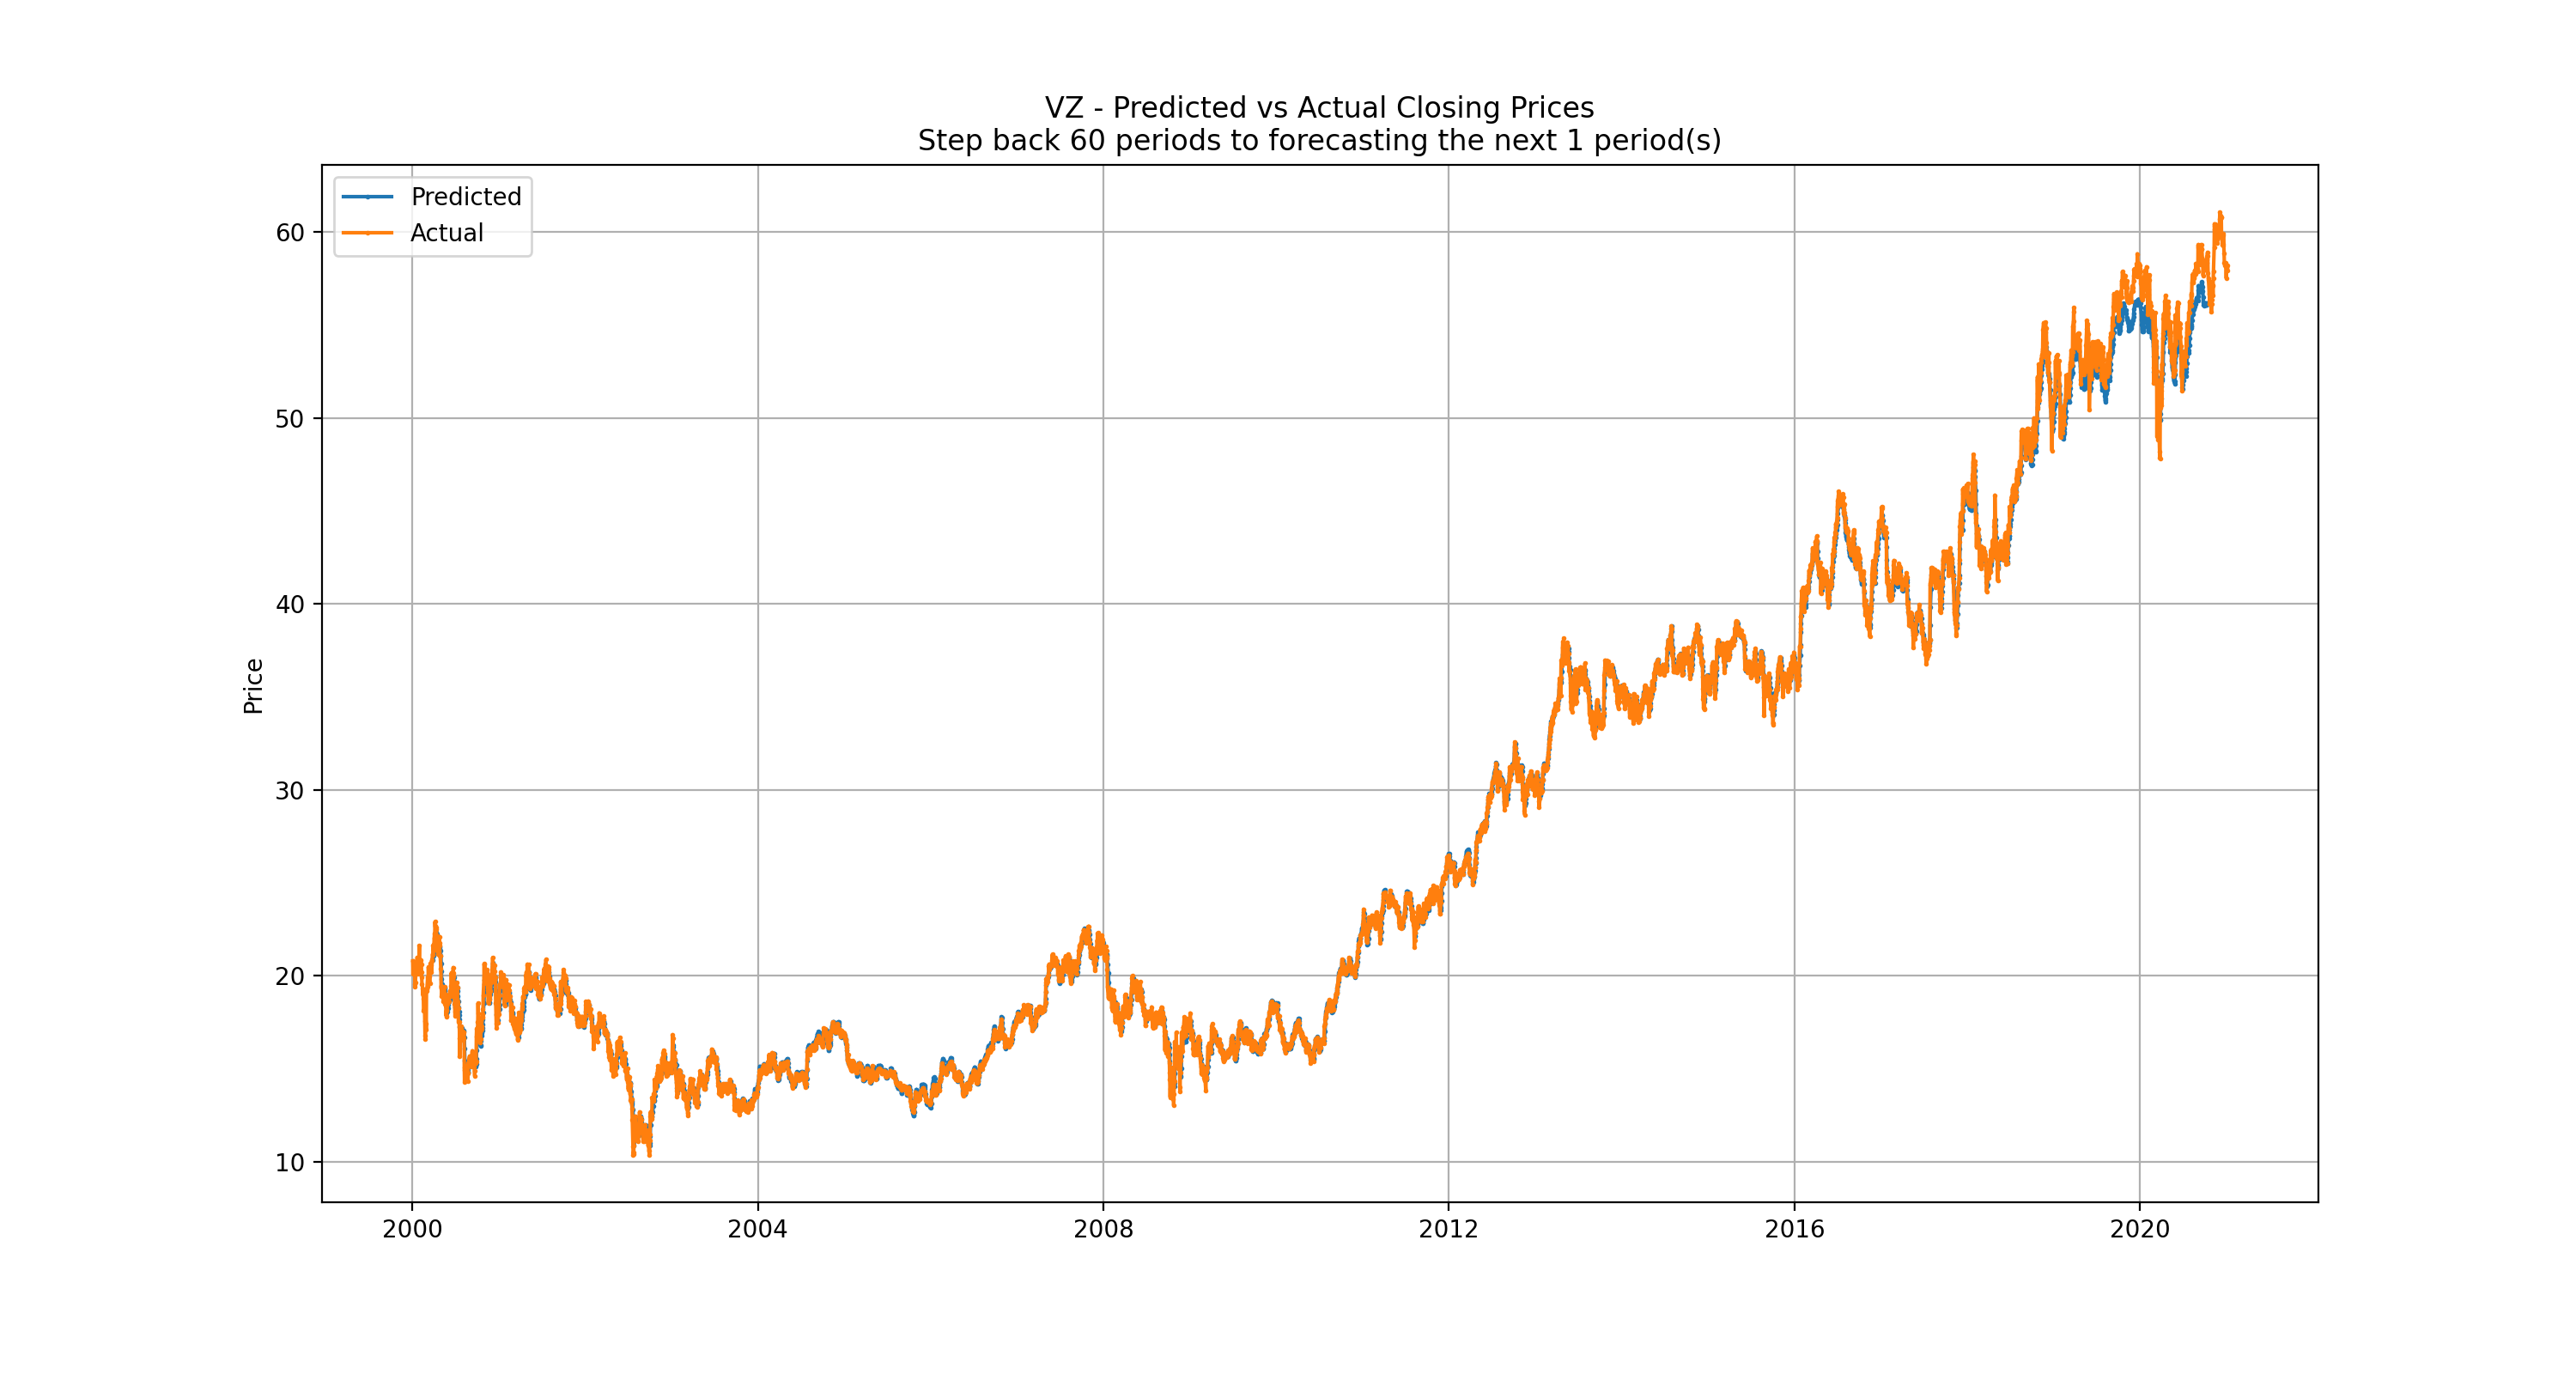 VZ - Predicted vs Actual Closing Prices
Step back 60 periods to forecasting the next 1 period(s)
Predicted
Actual
60
50
40
30
20
10
Price
2000
2004
2008
2012
2016
2020